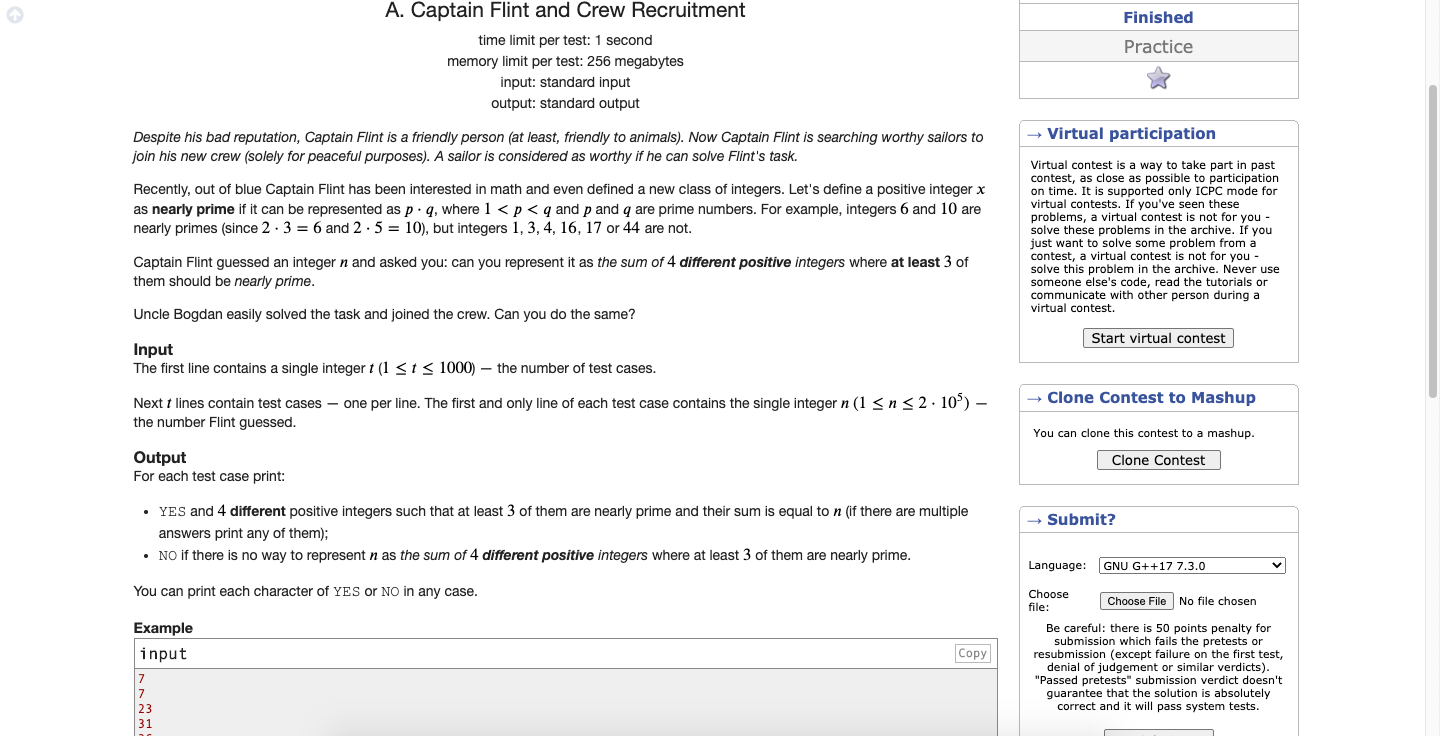 A. Captain Flint and Crew Recruitment
time limit per test: 1 second
memory limit per test: 256 megabytes
input: standard input
output: standard output
Despite his bad reputation, Captain Flint is a friendly person (at least, friendly to animals). Now Captain Flint is searching worthy sailors to
join his new crew (solely for peaceful purposes). A sailor is considered as worthy if he can solve Flint's task.
Recently, out of blue Captain Flint has been interested in math and even defined a new class of integers. Let's define a positive integer x
as nearly prime if it can be represented as p · q, where 1 < p < q and p and q are prime numbers. For example, integers 6 and 10 are
nearly primes (since 2 · 3 = 6 and 2 · 5 = 10), but integers 1, 3, 4, 16, 17 or 44 are not.
Captain Flint guessed an integer n and asked you: can you represent it as the sum of 4 different positive integers where at least 3 of
them should be nearly prime.
Uncle Bogdan easily solved the task and joined the crew. Can you do the same?
Input
The first line contains a single integer t (1 ≤ t ≤ 1000) — the number of test cases.
Next t lines contain test cases — one per line. The first and only line of each test case contains the single integer n (1 ≤ n ≤ 2 · 10⁵) —
the number Flint guessed.
Output
For each test case print:
• YES and 4 different positive integers such that at least 3 of them are nearly prime and their sum is equal to n (if there are multiple
answers print any of them);
• NO if there is no way to represent n as the sum of 4 different positive integers where at least 3 of them are nearly prime.
You can print each character of YES or NO in any case.
Example
input
Copy
7
7
23
31
Finished
Practice
→ Virtual participation
Virtual contest is a way to take part in past
contest, as close as possible to participation
on time. It is supported only ICPC mode for
virtual contests. If you've seen these
problems, a virtual contest is not for you -
solve these problems in the archive. If you
just want to solve some problem from a
contest, a virtual contest is not for you -
solve this problem in the archive. Never use
someone else's code, read the tutorials or
communicate with other person during a
virtual contest.
Start virtual contest
→ Clone Contest to Mashup
You can clone this contest to a mashup.
Clone Contest
→ Submit?
Language: GNU G++17 7.3.0
Choose
file:
Choose File No file chosen
Be careful: there is 50 points penalty for
submission which fails the pretests or
resubmission (except failure on the first test,
denial of judgement or similar verdicts).
"Passed pretests" submission verdict doesn't
guarantee that the solution is absolutely
correct and it will pass system tests.